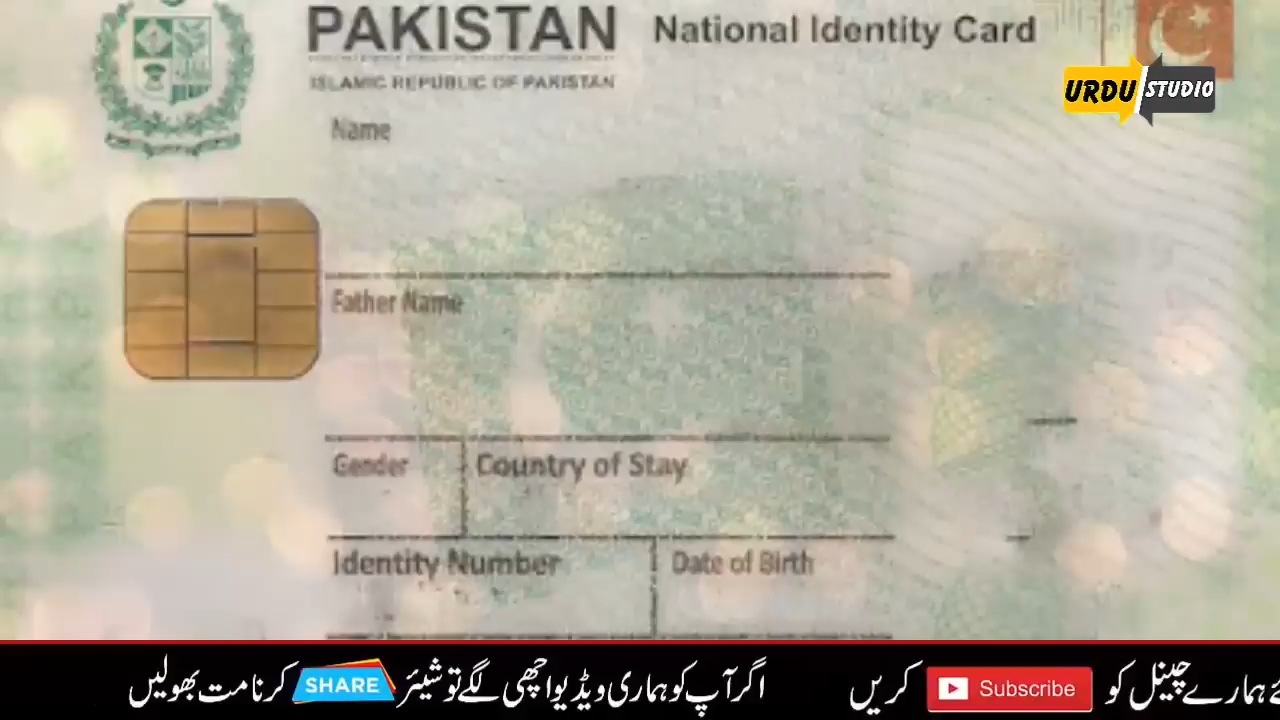 PAKISTAN National Identity Card
ISLAMIC REPUBLIC OF PAKISTAN
URDU STUDIO
Name
Father Name
Gender Country of Stay
Identity Number Date of Birth
ہمارے چینل کو Subscribe کریں اگر آپ کو ہماری ویڈیو اچھی لگے تو شیئر SHARE کرنا مت بھولیں